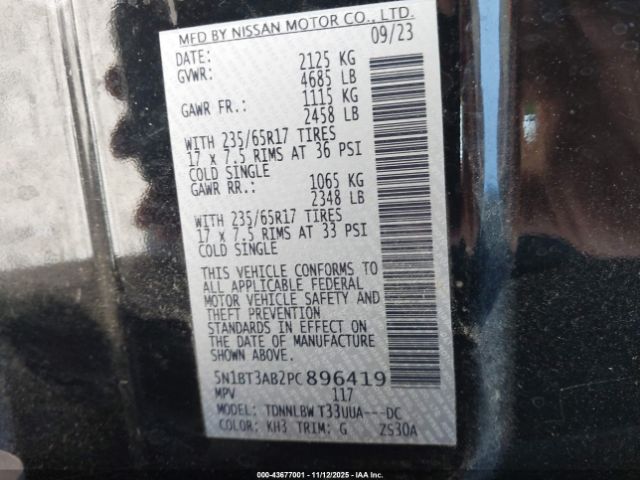 MFD BY NISSAN MOTOR CO., LTD.
DATE: 09/23
GVWR: 2125 KG
4685 LB
GAWR FR.: 1115 KG
2458 LB
WITH 235/65R17 TIRES
17 x 7.5 RIMS AT 36 PSI
COLD SINGLE
GAWR RR.: 1065 KG
2348 LB
WITH 235/65R17 TIRES
17 x 7.5 RIMS AT 33 PSI
COLD SINGLE
THIS VEHICLE CONFORMS TO
ALL APPLICABLE FEDERAL
MOTOR VEHICLE SAFETY AND
THEFT PREVENTION
STANDARDS IN EFFECT ON
THE DATE OF MANUFACTURE
SHOWN ABOVE.
5N1BT3AB2PC896419
MPV 117
MODEL: TDNNLBW T33UUA---DC
COLOR: KH3 TRIM: G ZS30A
000-43677001 - 11/12/2025 - IAAI.COM